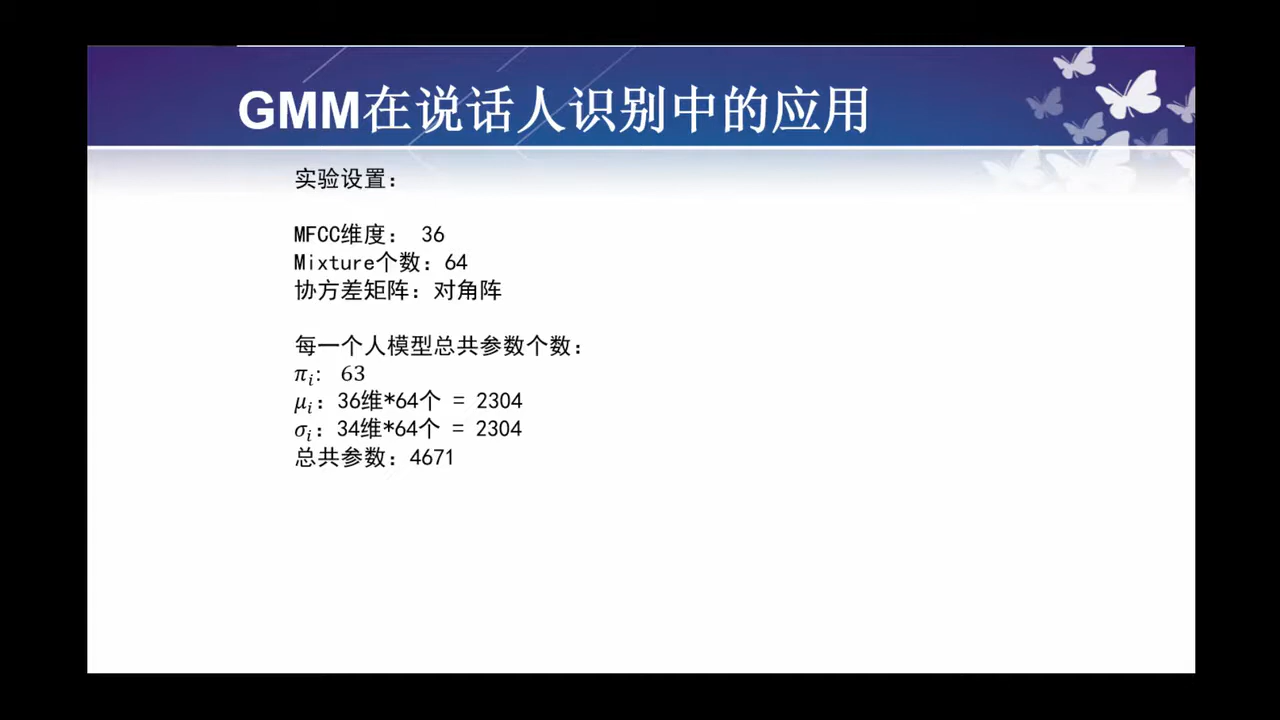 GMM在说话人识别中的应用
实验设置：
MFCC维度： 36
Mixture个数：64
协方差矩阵：对角阵
每一个人模型总共参数个数：
πᵢ： 63
μᵢ：36维*64个 = 2304
σᵢ：34维*64个 = 2304
总共参数：4671